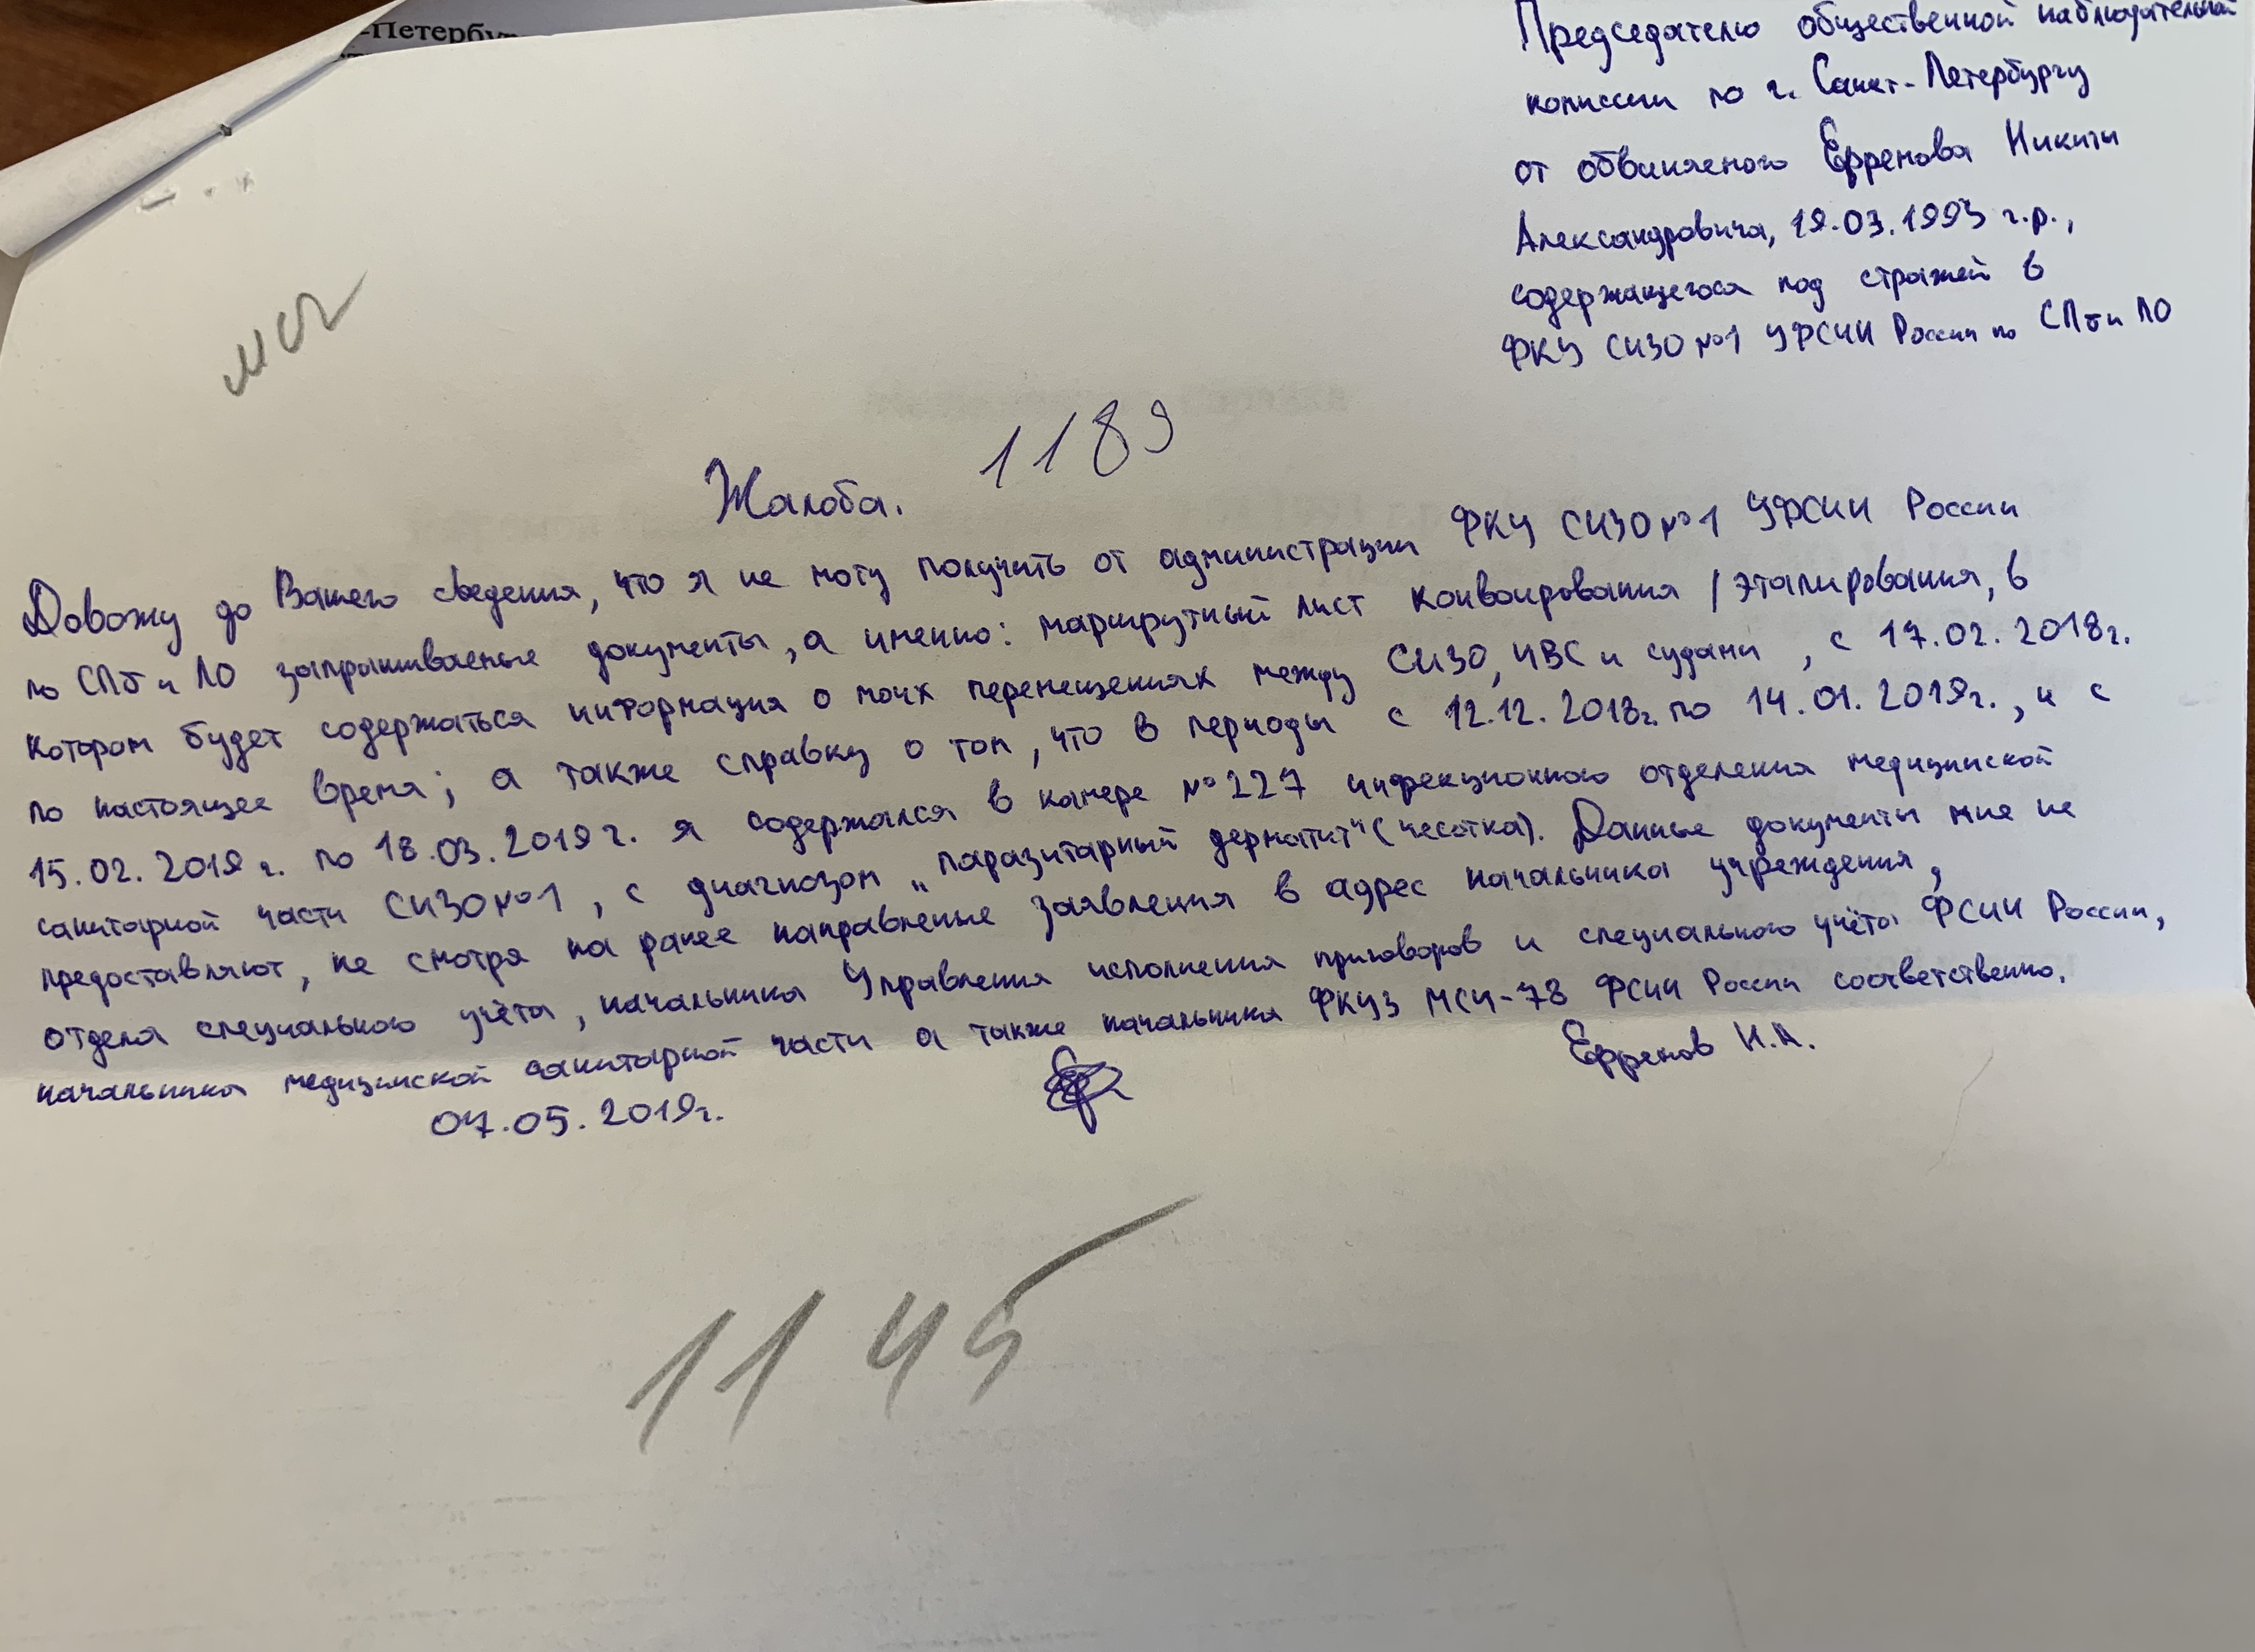 -Петербу
Председателю общественной наблюдательной
комиссии по г. Санкт-Петербургу
от обвиняемого Ефремова Никиты
Александровича, 19.03.1993 г.р.,
содержащегося под стражей в
ФКУ СИЗО №1 УФСИН России по СПб и ЛО
1189
Жалоба.
Довожу до Вашего сведения, что я не могу получить от администрации ФКУ СИЗО №1 УФСИН России
по СПб и ЛО запрашиваемые документы, а именно: маршрутный лист конвоирования / этапирования, в
котором будет содержаться информация о моих перемещениях между СИЗО, ИВС и судами, с 17.02.2018г.
по настоящее время; а также справку о том, что в периоды с 12.12.2018г. по 14.01.2019г., и с
15.02.2019г. по 18.03.2019г. я содержался в камере №227 инфекционного отделения медицинской
санитарной части СИЗО №1, с диагнозом „паразитарный дерматит" (чесотка). Данные документы мне не
предоставляют, не смотря на ранее направленные заявления в адрес начальника учреждения,
отдела специального учёта, начальника Управления исполнения приговоров и специального учёта ФСИН России,
начальника медицинской санитарной части а также начальника ФКУЗ МСЧ-78 ФСИН России соответственно.
07.05.2019г. Ефремов Н.А.
1145